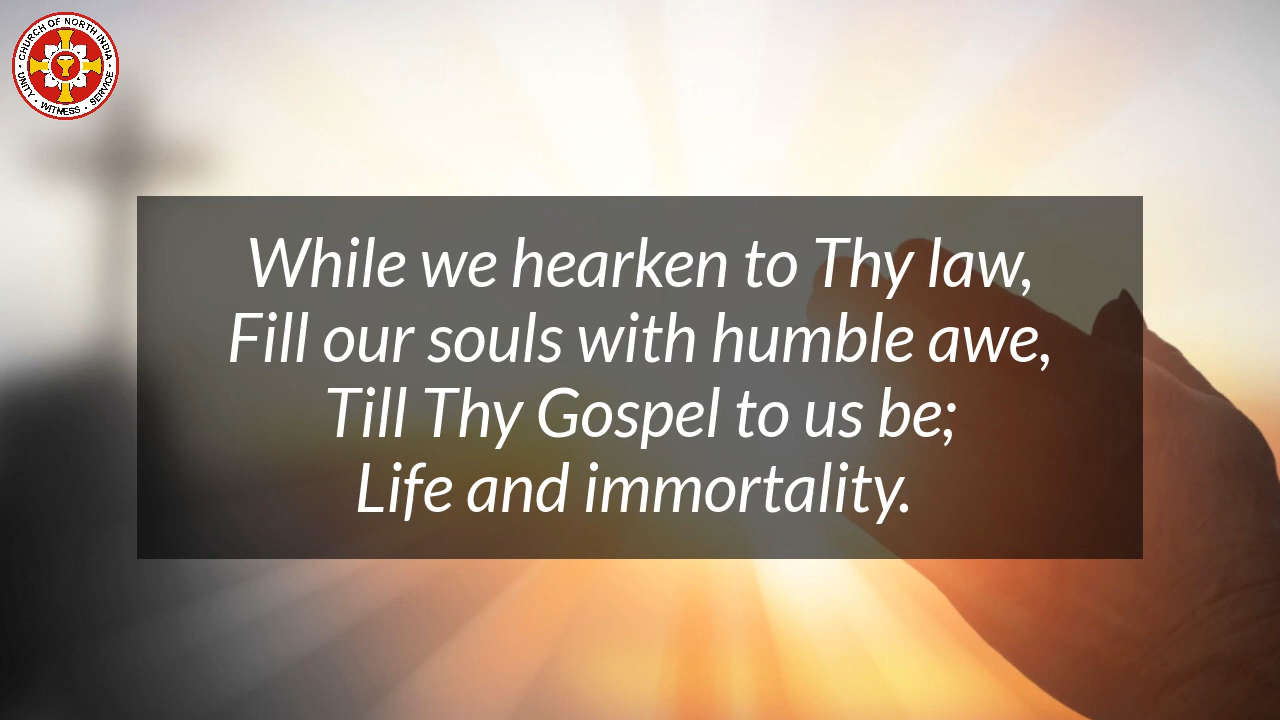 CHURCH OF NORTH INDIA
UNITY · WITNESS · SERVICE
While we hearken to Thy law,
Fill our souls with humble awe,
Till Thy Gospel to us be;
Life and immortality.